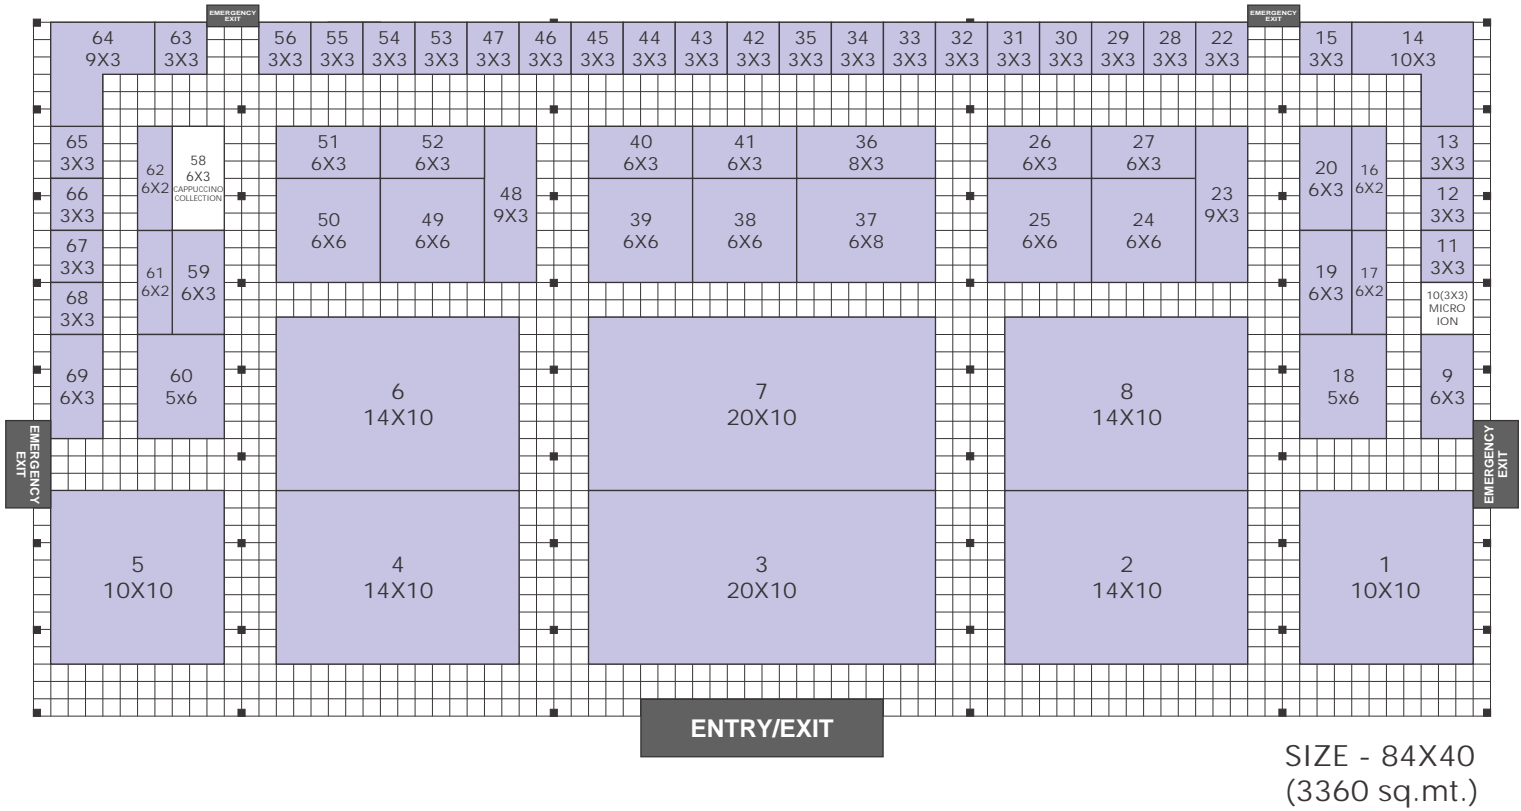 EMERGENCY
EXIT
EMERGENCY
EXIT
64
9X3
63
3X3
56
3X3
55
3X3
54
3X3
53
3X3
47
3X3
46
3X3
45
3X3
44
3X3
43
3X3
42
3X3
35
3X3
34
3X3
33
3X3
32
3X3
31
3X3
30
3X3
29
3X3
28
3X3
22
3X3
15
3X3
14
10X3
65
3X3
62
6X2
58
6X3
CAPPUCCINO
COLLECTION
51
6X3
52
6X3
48
9X3
40
6X3
41
6X3
36
8X3
26
6X3
27
6X3
23
9X3
20
6X3
16
6X2
13
3X3
66
3X3
50
6X6
49
6X6
39
6X6
38
6X6
37
6X8
25
6X6
24
6X6
12
3X3
67
3X3
61
6X2
59
6X3
19
6X3
17
6X2
11
3X3
68
3X3
10(3X3)
MICRO
ION
69
6X3
60
5x6
6
14X10
7
20X10
8
14X10
18
5x6
9
6X3
EMERGENCY
EXIT
EMERGENCY
EXIT
5
10X10
4
14X10
3
20X10
2
14X10
1
10X10
ENTRY/EXIT
SIZE - 84X40
(3360 sq.mt.)